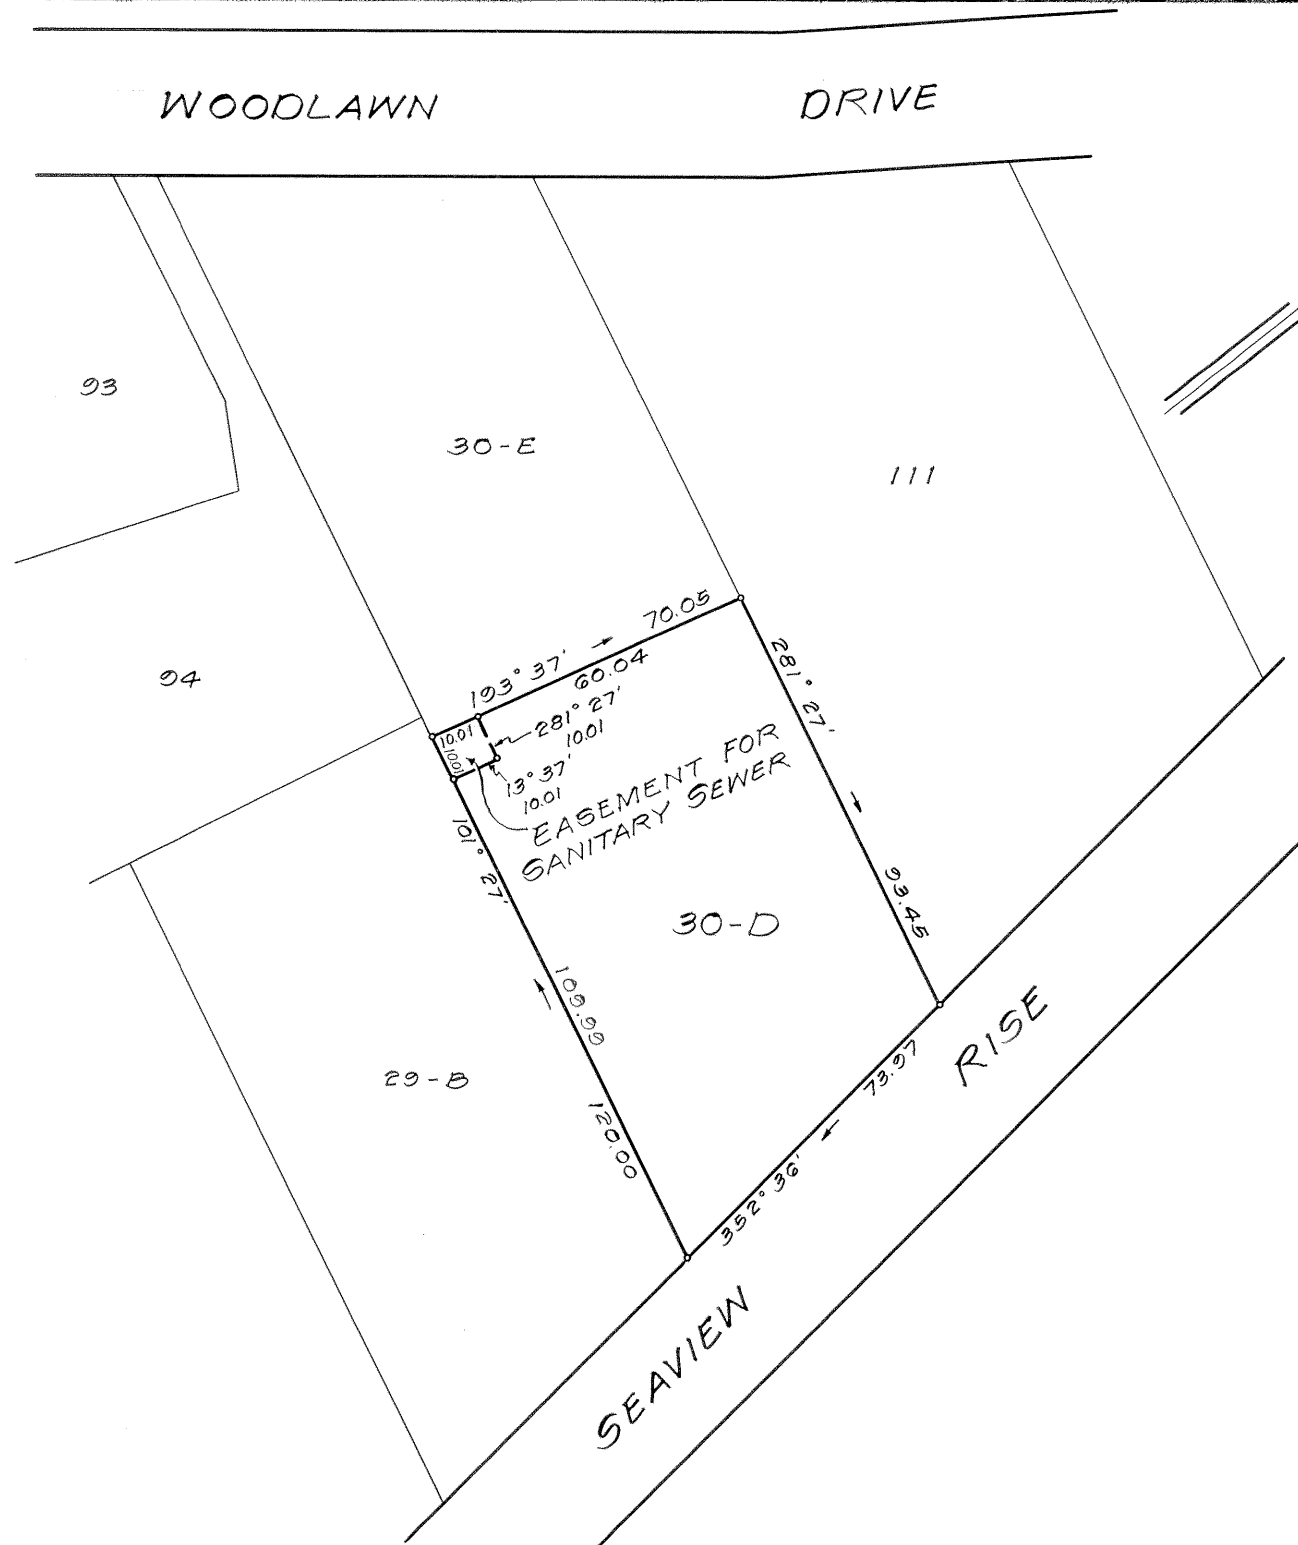 WOODLAWN DRIVE
93
30-E
111
94
193° 37' 70.05
60.04
281° 27'
10.01
10.01
10.01
13° 37'
10.01
EASEMENT FOR
SANITARY SEWER
281° 27' 93.45
101° 27' 109.99
120.00
30-D
29-B
352° 36' 73.97
SEAVIEW RISE